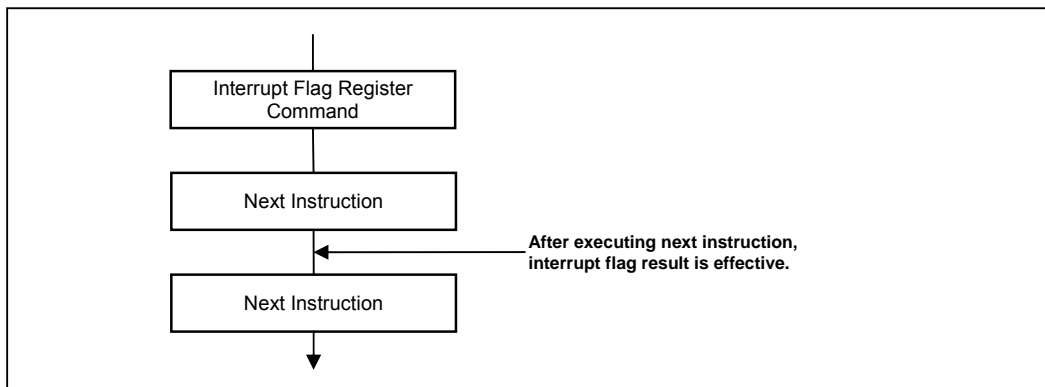 Interrupt Flag Register
Command
Next Instruction
After executing next instruction,
interrupt flag result is effective.
Next Instruction